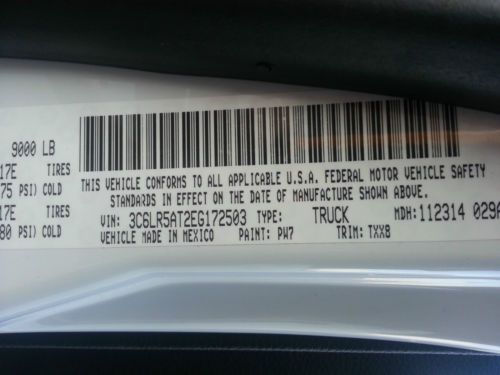 9000 LB
17E TIRES
75 PSI) COLD
17E TIRES
80 PSI) COLD
THIS VEHICLE CONFORMS TO ALL APPLICABLE U.S.A. FEDERAL MOTOR VEHICLE SAFETY
STANDARDS IN EFFECT ON THE DATE OF MANUFACTURE SHOWN ABOVE.
VIN: 3C6LR5AT2EG172503 TYPE: TRUCK MDH: 112314 029A
VEHICLE MADE IN MEXICO PAINT: PW7 TRIM: TXX8